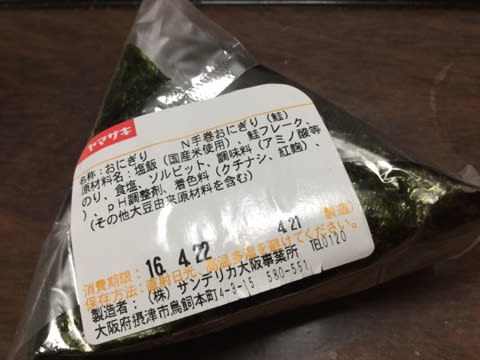 ヤマザキ
名称:おにぎり N手巻おにぎり(鮭)
原材料名:塩飯(国産米使用)、鮭フレーク、
のり、食塩、ソルビット、調味料(アミノ酸等
)、pH調整剤、着色料(クチナシ、紅麹)、
(その他大豆由来原材料を含む)
消費期限: 16. 4.22 4.21 製造)
保存方法:直射日光、高温多湿を避けてください。
製造者:(株)サンデリカ大阪事業所 TEL0120
大阪府摂津市鳥飼本町4-3-15 580-551